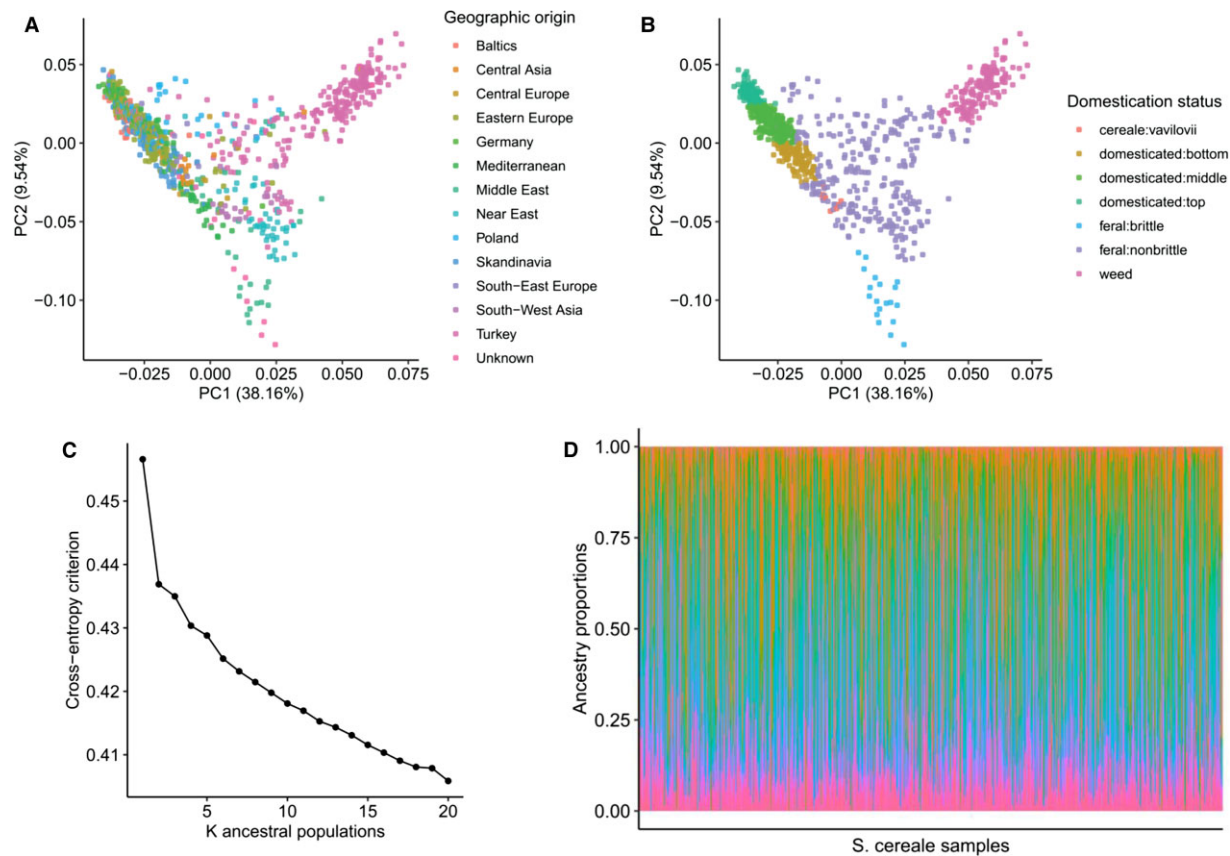 A
Geographic origin
Baltics
Central Asia
Central Europe
Eastern Europe
Germany
Mediterranean
Middle East
Near East
Poland
Skandinavia
South−East Europe
South−West Asia
Turkey
Unknown
PC2 (9.54%)
0.05
0.00
−0.05
−0.10
−0.025 0.000 0.025 0.050 0.075
PC1 (38.16%)
B
Domestication status
cereale:vavilovii
domesticated:bottom
domesticated:middle
domesticated:top
feral:brittle
feral:nonbrittle
weed
PC2 (9.54%)
0.05
0.00
−0.05
−0.10
−0.025 0.000 0.025 0.050 0.075
PC1 (38.16%)
C
Cross−entropy criterion
0.45
0.44
0.43
0.42
0.41
5 10 15 20
K ancestral populations
D
Ancestry proportions
1.00
0.75
0.50
0.25
0.00
S. cereale samples